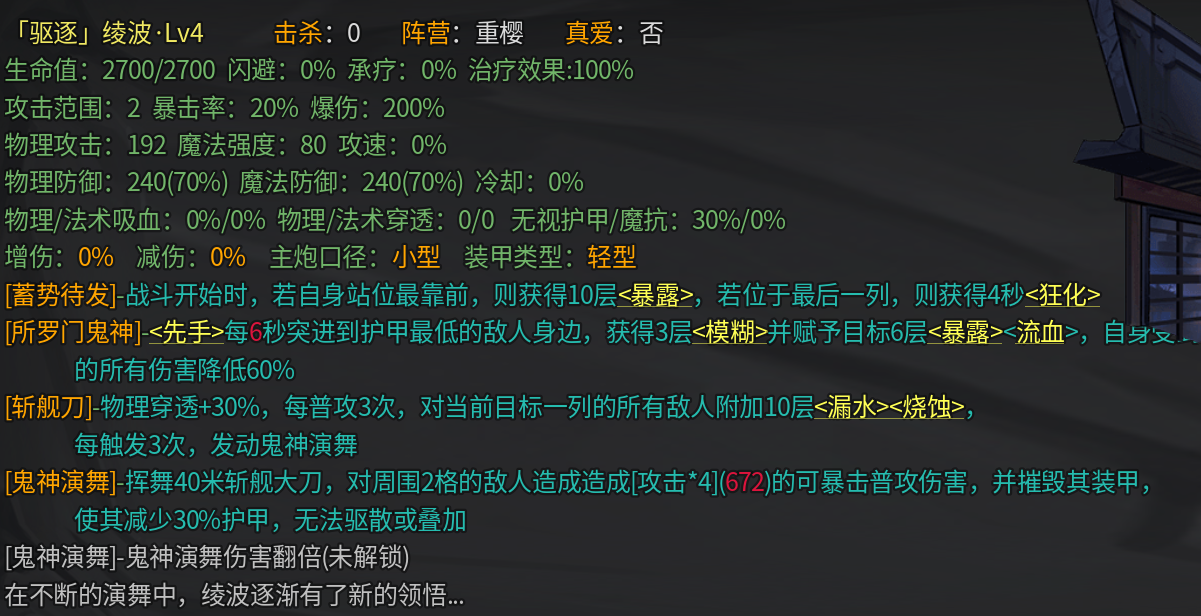 「驱逐」绫波·Lv4 击杀：0 阵营：重樱 真爱：否
生命值：2700/2700 闪避：0% 承疗：0% 治疗效果:100%
攻击范围：2 暴击率：20% 爆伤：200%
物理攻击：192 魔法强度：80 攻速：0%
物理防御：240(70%) 魔法防御：240(70%) 冷却：0%
物理/法术吸血：0%/0% 物理/法术穿透：0/0 无视护甲/魔抗：30%/0%
增伤：0% 减伤：0% 主炮口径：小型 装甲类型：轻型
[蓄势待发]-战斗开始时，若自身站位最靠前，则获得10层<暴露>，若位于最后一列，则获得4秒<狂化>
[所罗门鬼神]-<先手>每6秒突进到护甲最低的敌人身边，获得3层<模糊>并赋予目标6层<暴露><流血>，自身受
的所有伤害降低60%
[斩舰刀]-物理穿透+30%，每普攻3次，对当前目标一列的所有敌人附加10层<漏水><烧蚀>，
每触发3次，发动鬼神演舞
[鬼神演舞]-挥舞40米斩舰大刀，对周围2格的敌人造成造成[攻击*4](672)的可暴击普攻伤害，并摧毁其装甲，
使其减少30%护甲，无法驱散或叠加
[鬼神演舞]-鬼神演舞伤害翻倍(未解锁)
在不断的演舞中，绫波逐渐有了新的领悟...